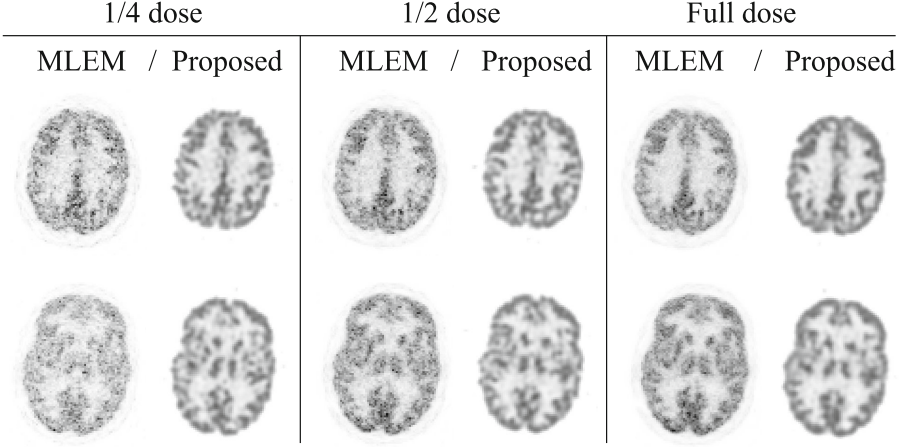 1/4 dose 1/2 dose Full dose
MLEM / Proposed MLEM / Proposed MLEM / Proposed